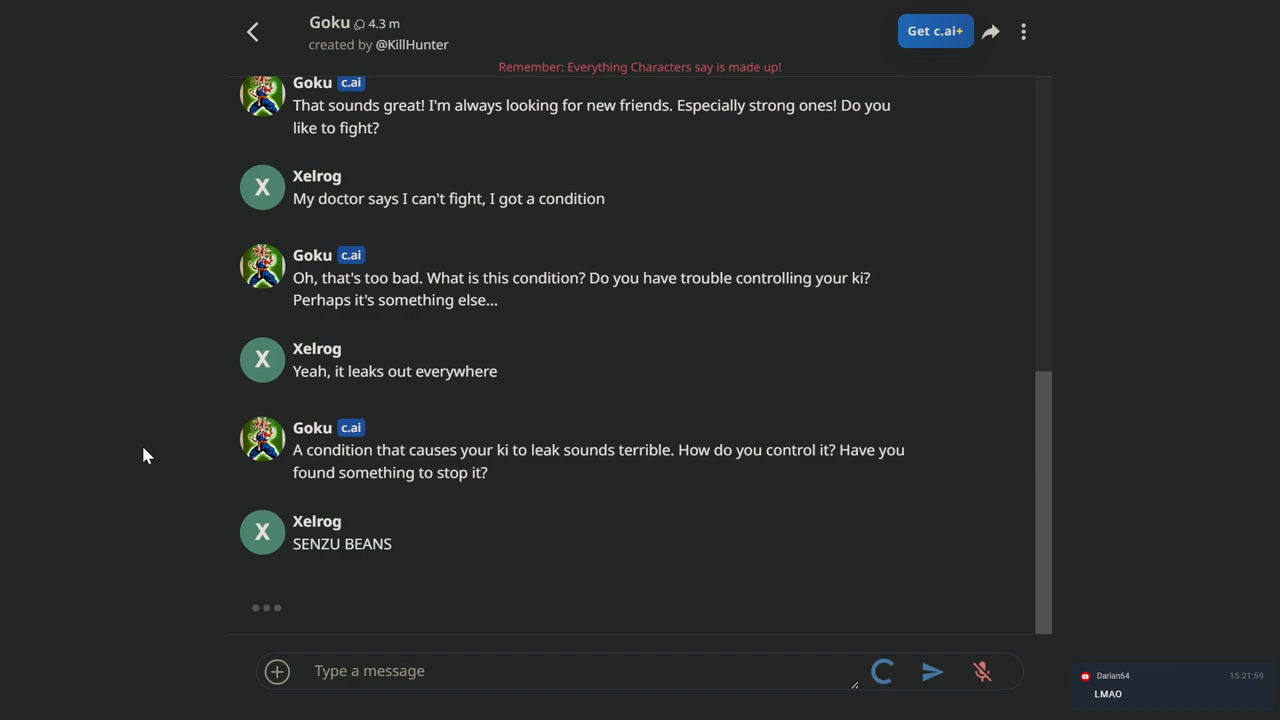 Goku 4.3 m
created by @KillHunter
Get c.ai+
Remember: Everything Characters say is made up!
Goku c.ai
That sounds great! I'm always looking for new friends. Especially strong ones! Do you
like to fight?
X
Xelrog
My doctor says I can't fight, I got a condition
Goku c.ai
Oh, that's too bad. What is this condition? Do you have trouble controlling your ki?
Perhaps it's something else...
X
Xelrog
Yeah, it leaks out everywhere
Goku c.ai
A condition that causes your ki to leak sounds terrible. How do you control it? Have you
found something to stop it?
X
Xelrog
SENZU BEANS
Type a message
Darian64 15:21:59
LMAO